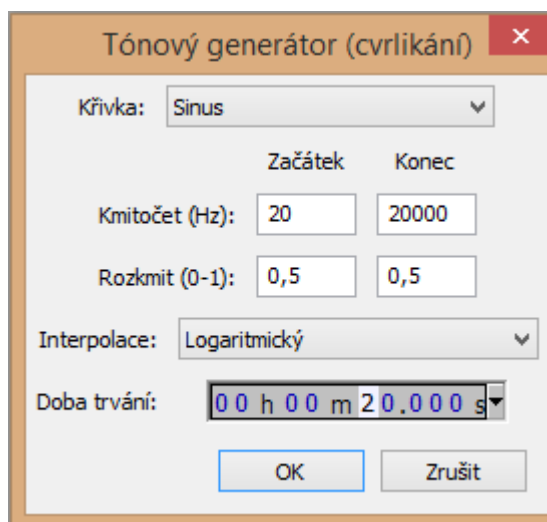 Tónový generátor (cvrlikání)
Křivka: Sinus
Začátek Konec
Kmitočet (Hz): 20 20000
Rozkmit (0-1): 0,5 0,5
Interpolace: Logaritmický
Doba trvání: 00 h 00 m 20.000 s
OK Zrušit